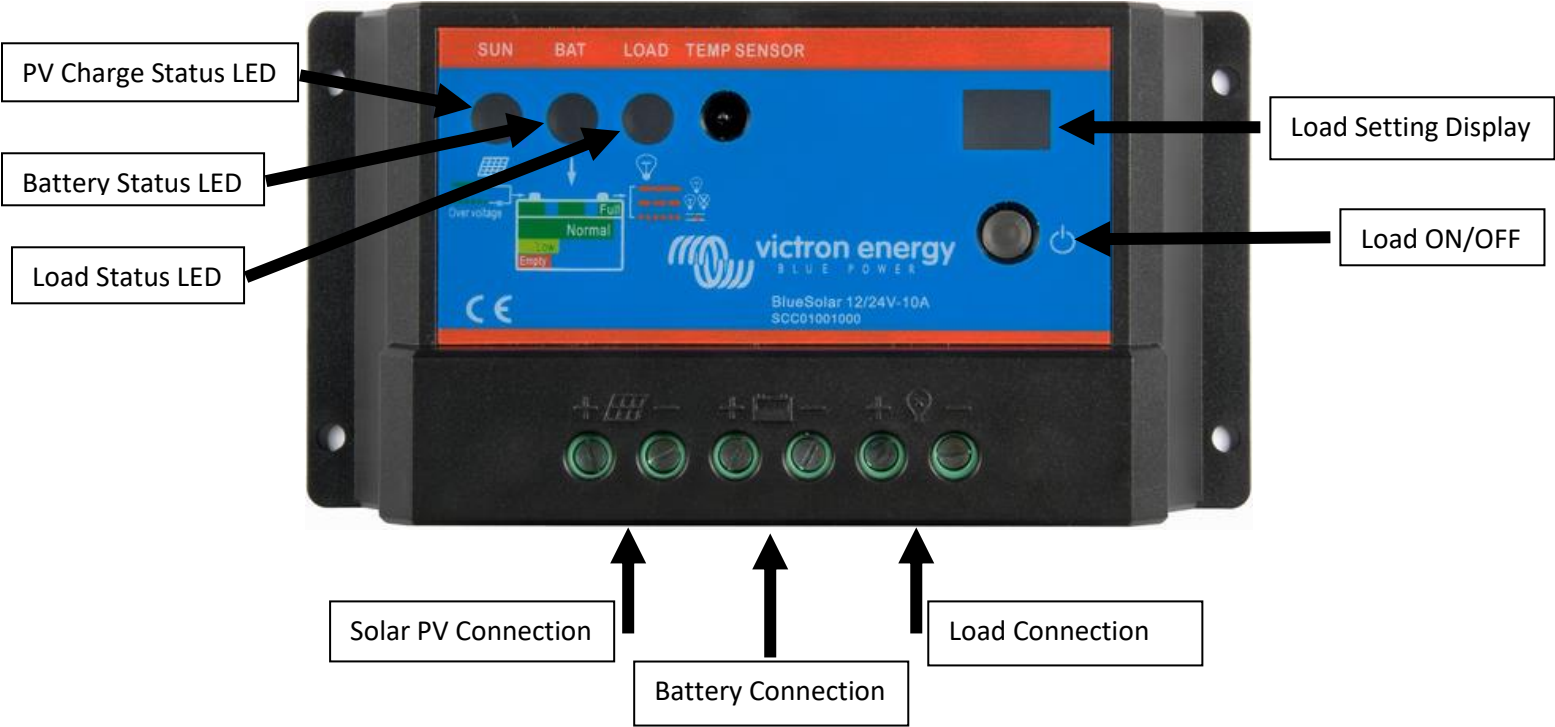 SUN BAT LOAD TEMP SENSOR
PV Charge Status LED
Battery Status LED
Load Status LED
Load Setting Display
Load ON/OFF
Over voltage
Full
Normal
Low
Empty
victron energy
BLUE POWER
BlueSolar 12/24V-10A
SCC01001000
CE
+ -
+ -
+ -
Solar PV Connection
Battery Connection
Load Connection